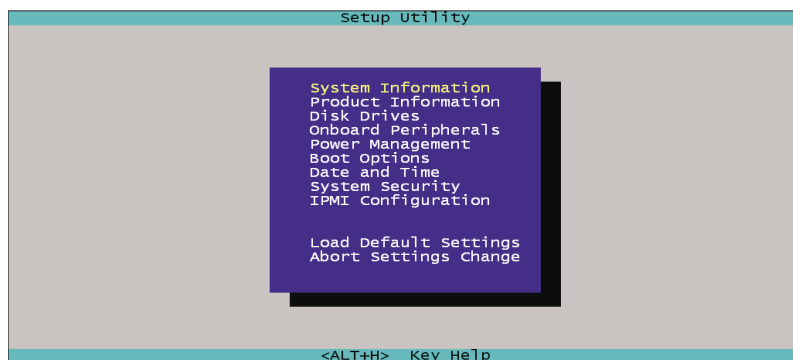 Setup Utility
System Information
Product Information
Disk Drives
Onboard Peripherals
Power Management
Boot Options
Date and Time
System Security
IPMI Configuration
Load Default Settings
Abort Settings Change
<ALT+H> Key Help